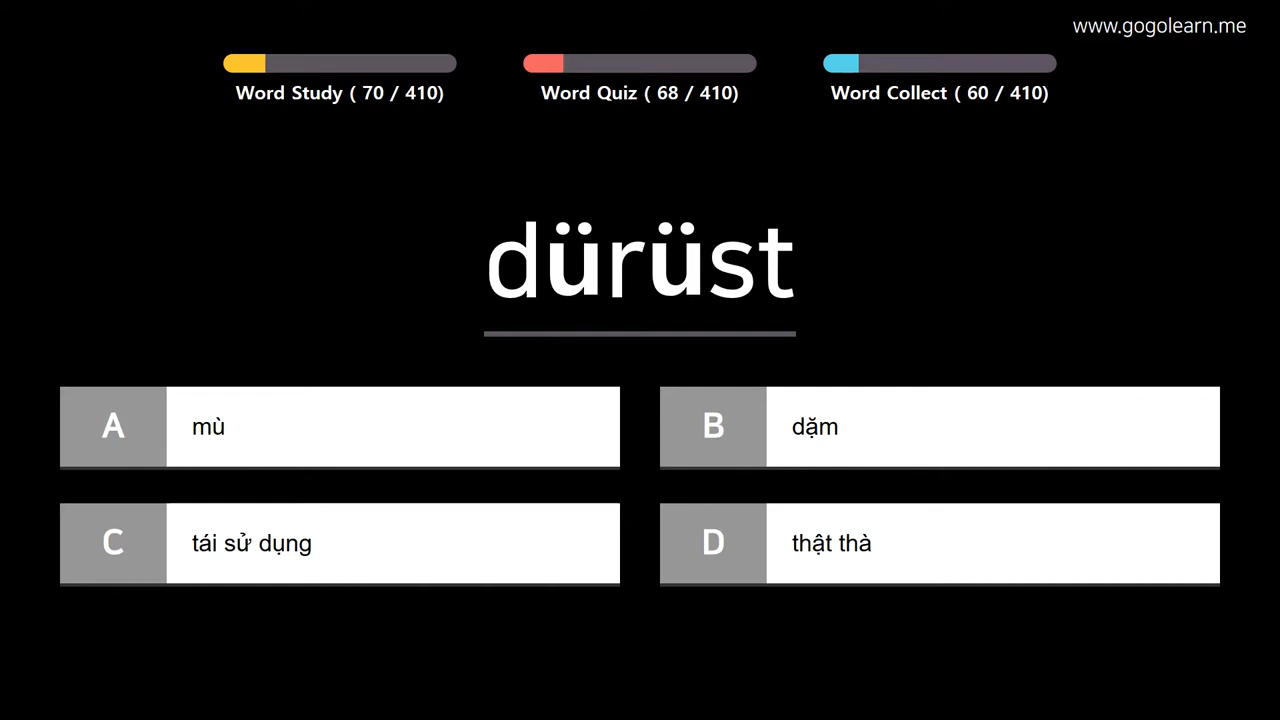 www.gogolearn.me
Word Study ( 70 / 410)
Word Quiz ( 68 / 410)
Word Collect ( 60 / 410)
dürüst
A mù
B dặm
C tái sử dụng
D thật thà